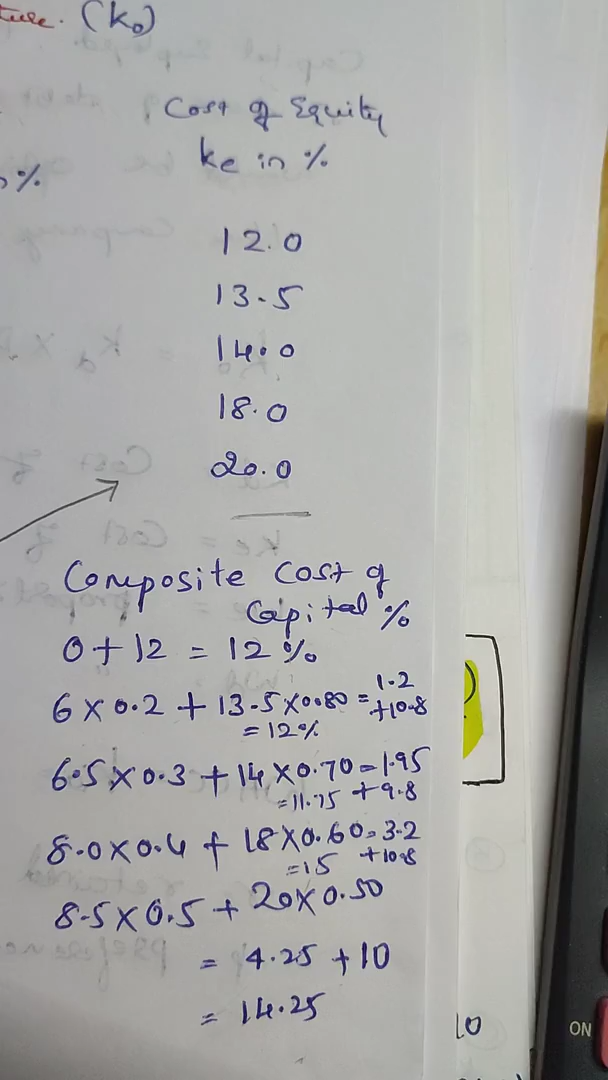 ture. (ko)
Cost of Equity
ke in %
%
12.0
13.5
14.0
18.0
20.0
Composite Cost of
Capital %
0 + 12 = 12 %
6 x 0.2 + 13.5 x 0.80 = 1.2
+10.8
= 12%
6.5 x 0.3 + 14 x 0.70 = 1.95
= 11.75 + 9.8
8.0 x 0.4 + 18 x 0.60 = 3.2
= 15 +10.8
8.5 x 0.5 + 20 x 0.50
= 4.25 + 10
= 14.25
10
ON